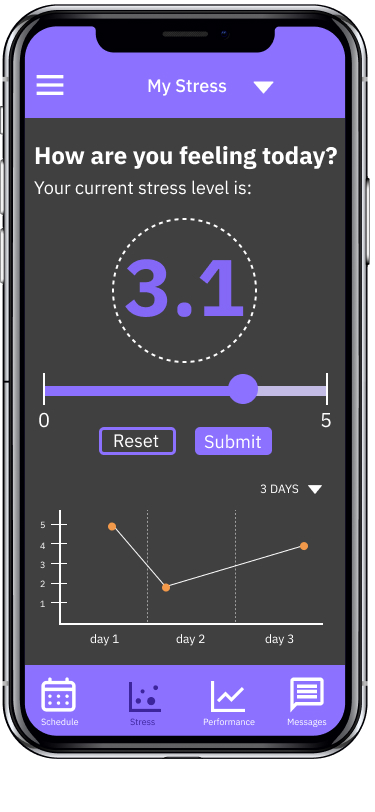 My Stress
How are you feeling today?
Your current stress level is:
3.1
0 5
Reset Submit
3 DAYS
5
4
3
2
1
day 1 day 2 day 3
Schedule Stress Performance Messages